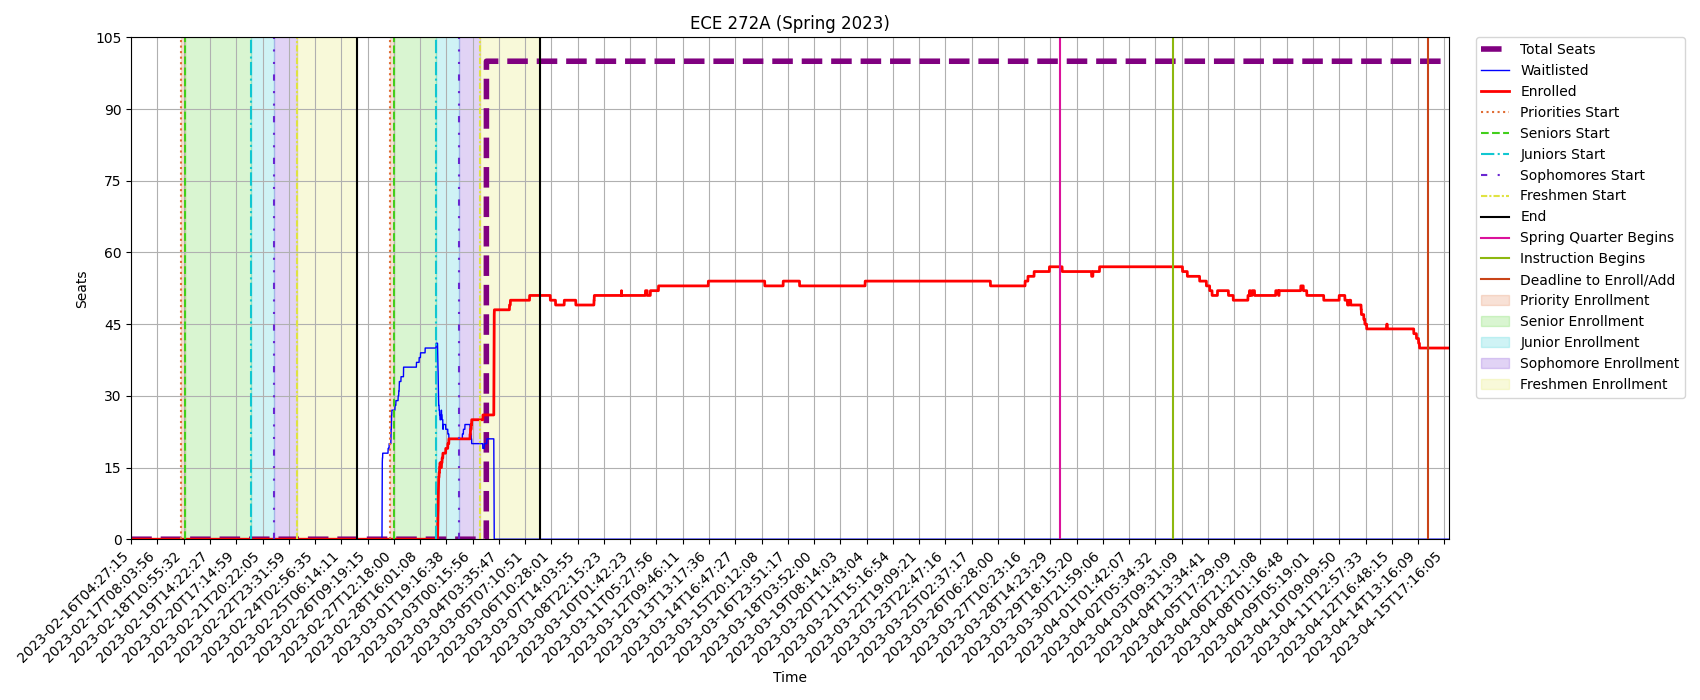 ECE 272A (Spring 2023)
105
90
75
60
45
30
15
0
Seats
2023-02-16T04:27:15
2023-02-17T08:03:56
2023-02-18T10:55:32
2023-02-19T14:22:27
2023-02-20T17:14:59
2023-02-21T20:22:05
2023-02-22T23:31:59
2023-02-24T02:56:35
2023-02-25T06:14:11
2023-02-26T09:19:15
2023-02-27T12:18:00
2023-02-28T16:01:08
2023-03-01T19:16:38
2023-03-03T00:15:56
2023-03-04T03:35:47
2023-03-05T07:10:51
2023-03-06T10:28:01
2023-03-07T14:03:55
2023-03-08T22:15:23
2023-03-10T01:42:23
2023-03-11T05:27:56
2023-03-12T09:46:11
2023-03-13T13:17:36
2023-03-14T16:47:27
2023-03-15T20:12:08
2023-03-16T23:51:17
2023-03-18T03:52:00
2023-03-19T08:14:03
2023-03-20T11:43:04
2023-03-21T15:16:54
2023-03-22T19:09:21
2023-03-23T22:47:16
2023-03-25T02:37:17
2023-03-26T06:28:00
2023-03-27T10:23:16
2023-03-28T14:23:29
2023-03-29T18:15:20
2023-03-30T21:59:06
2023-04-01T01:42:07
2023-04-02T05:34:32
2023-04-03T09:31:09
2023-04-04T13:34:41
2023-04-05T17:29:09
2023-04-06T21:21:08
2023-04-08T01:16:48
2023-04-09T05:19:01
2023-04-10T09:09:50
2023-04-11T12:57:33
2023-04-12T16:48:15
2023-04-14T13:16:09
2023-04-15T17:16:05
Time
Total Seats
Waitlisted
Enrolled
Priorities Start
Seniors Start
Juniors Start
Sophomores Start
Freshmen Start
End
Spring Quarter Begins
Instruction Begins
Deadline to Enroll/Add
Priority Enrollment
Senior Enrollment
Junior Enrollment
Sophomore Enrollment
Freshmen Enrollment